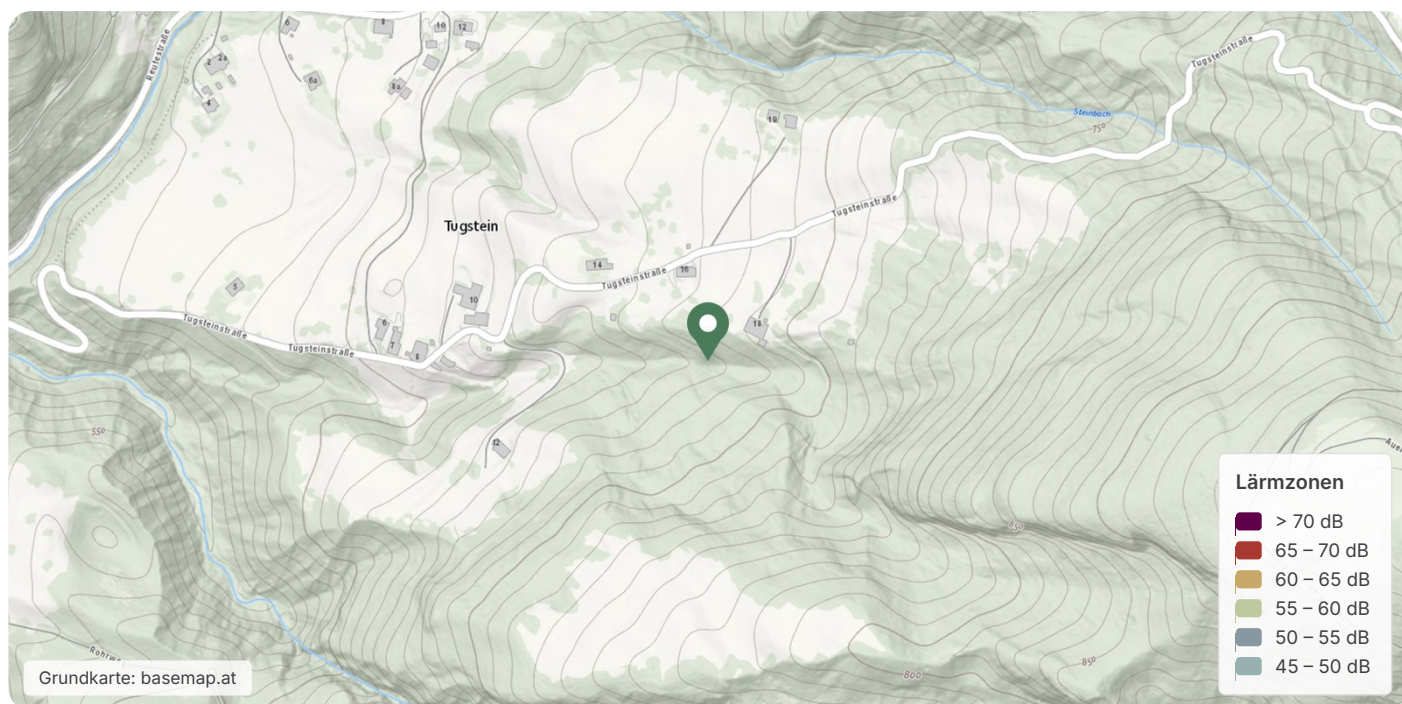 6
8
10
12
Reutestraße
2
2a
6a
8a
4
Tugsteinstraße
19
Steinbach
750
Tugsteinstraße
Tugstein
14
Tugsteinstraße
16
5
10
Tugsteinstraße
6
7
8
Tugsteinstraße
18
550
12
Lärmzonen
> 70 dB
65 – 70 dB
60 – 65 dB
55 – 60 dB
50 – 55 dB
45 – 50 dB
850
850
800
Grundkarte: basemap.at